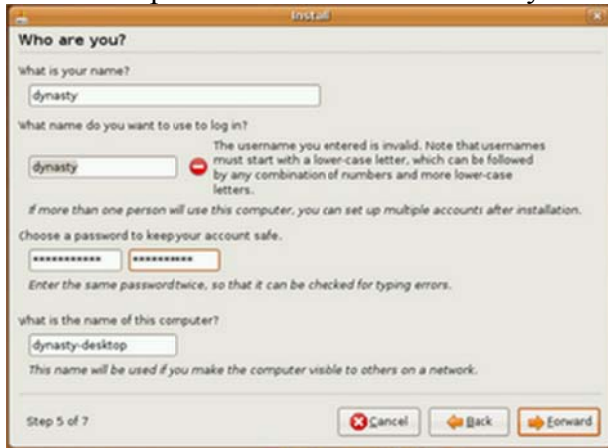 Install
Who are you?
What is your name?
dynasty
What name do you want to use to log in?
dynasty
The username you entered is invalid. Note that usernames
must start with a lower-case letter, which can be followed
by any combination of numbers and more lower-case
letters.
If more than one person will use this computer, you can set up multiple accounts after installation.
Choose a password to keep your account safe.
*********** **********
Enter the same password twice, so that it can be checked for typing errors.
what is the name of this computer?
dynasty-desktop
This name will be used if you make the computer visible to others on a network.
Step 5 of 7
Cancel
Back
Forward